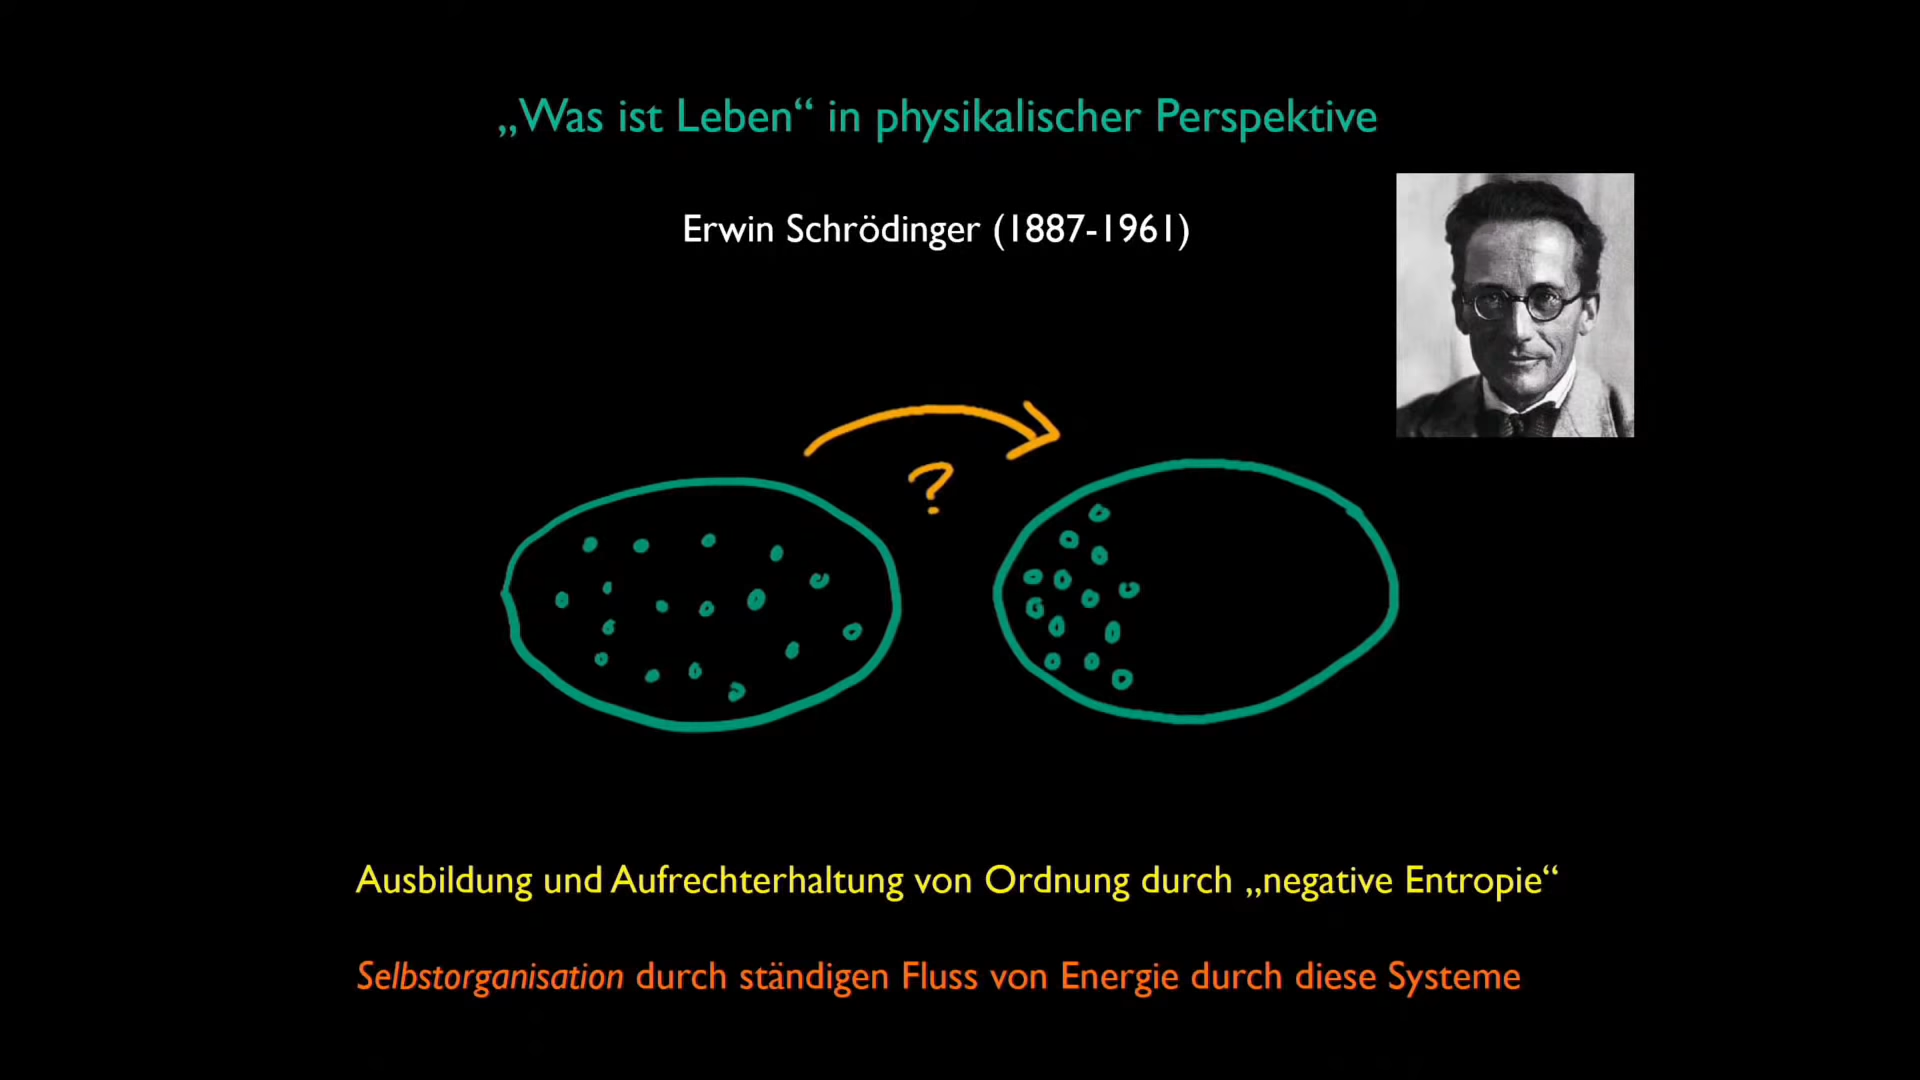 „Was ist Leben“ in physikalischer Perspektive
Erwin Schrödinger (1887-1961)
?
Ausbildung und Aufrechterhaltung von Ordnung durch „negative Entropie“
Selbstorganisation durch ständigen Fluss von Energie durch diese Systeme